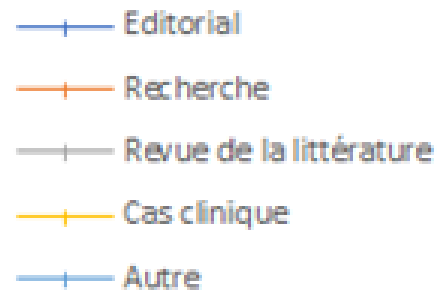 Editorial
Recherche
Revue de la littérature
Cas clinique
Autre